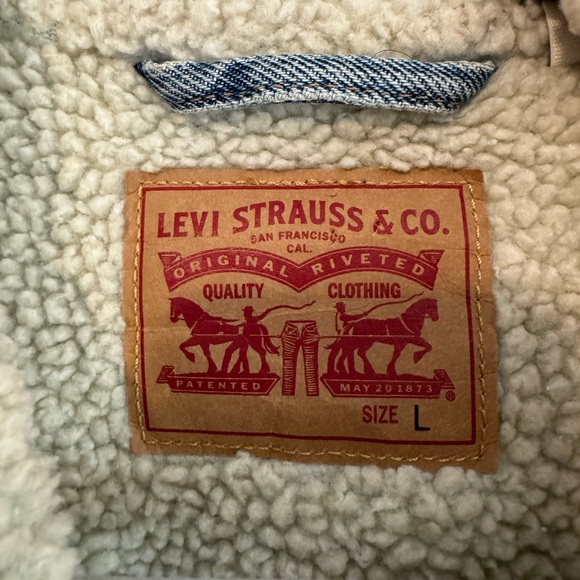 LEVI STRAUSS & CO.
SAN FRANCISCO
CAL.
ORIGINAL RIVETED
QUALITY CLOTHING
PATENTED MAY 20 1873 ®
SIZE L